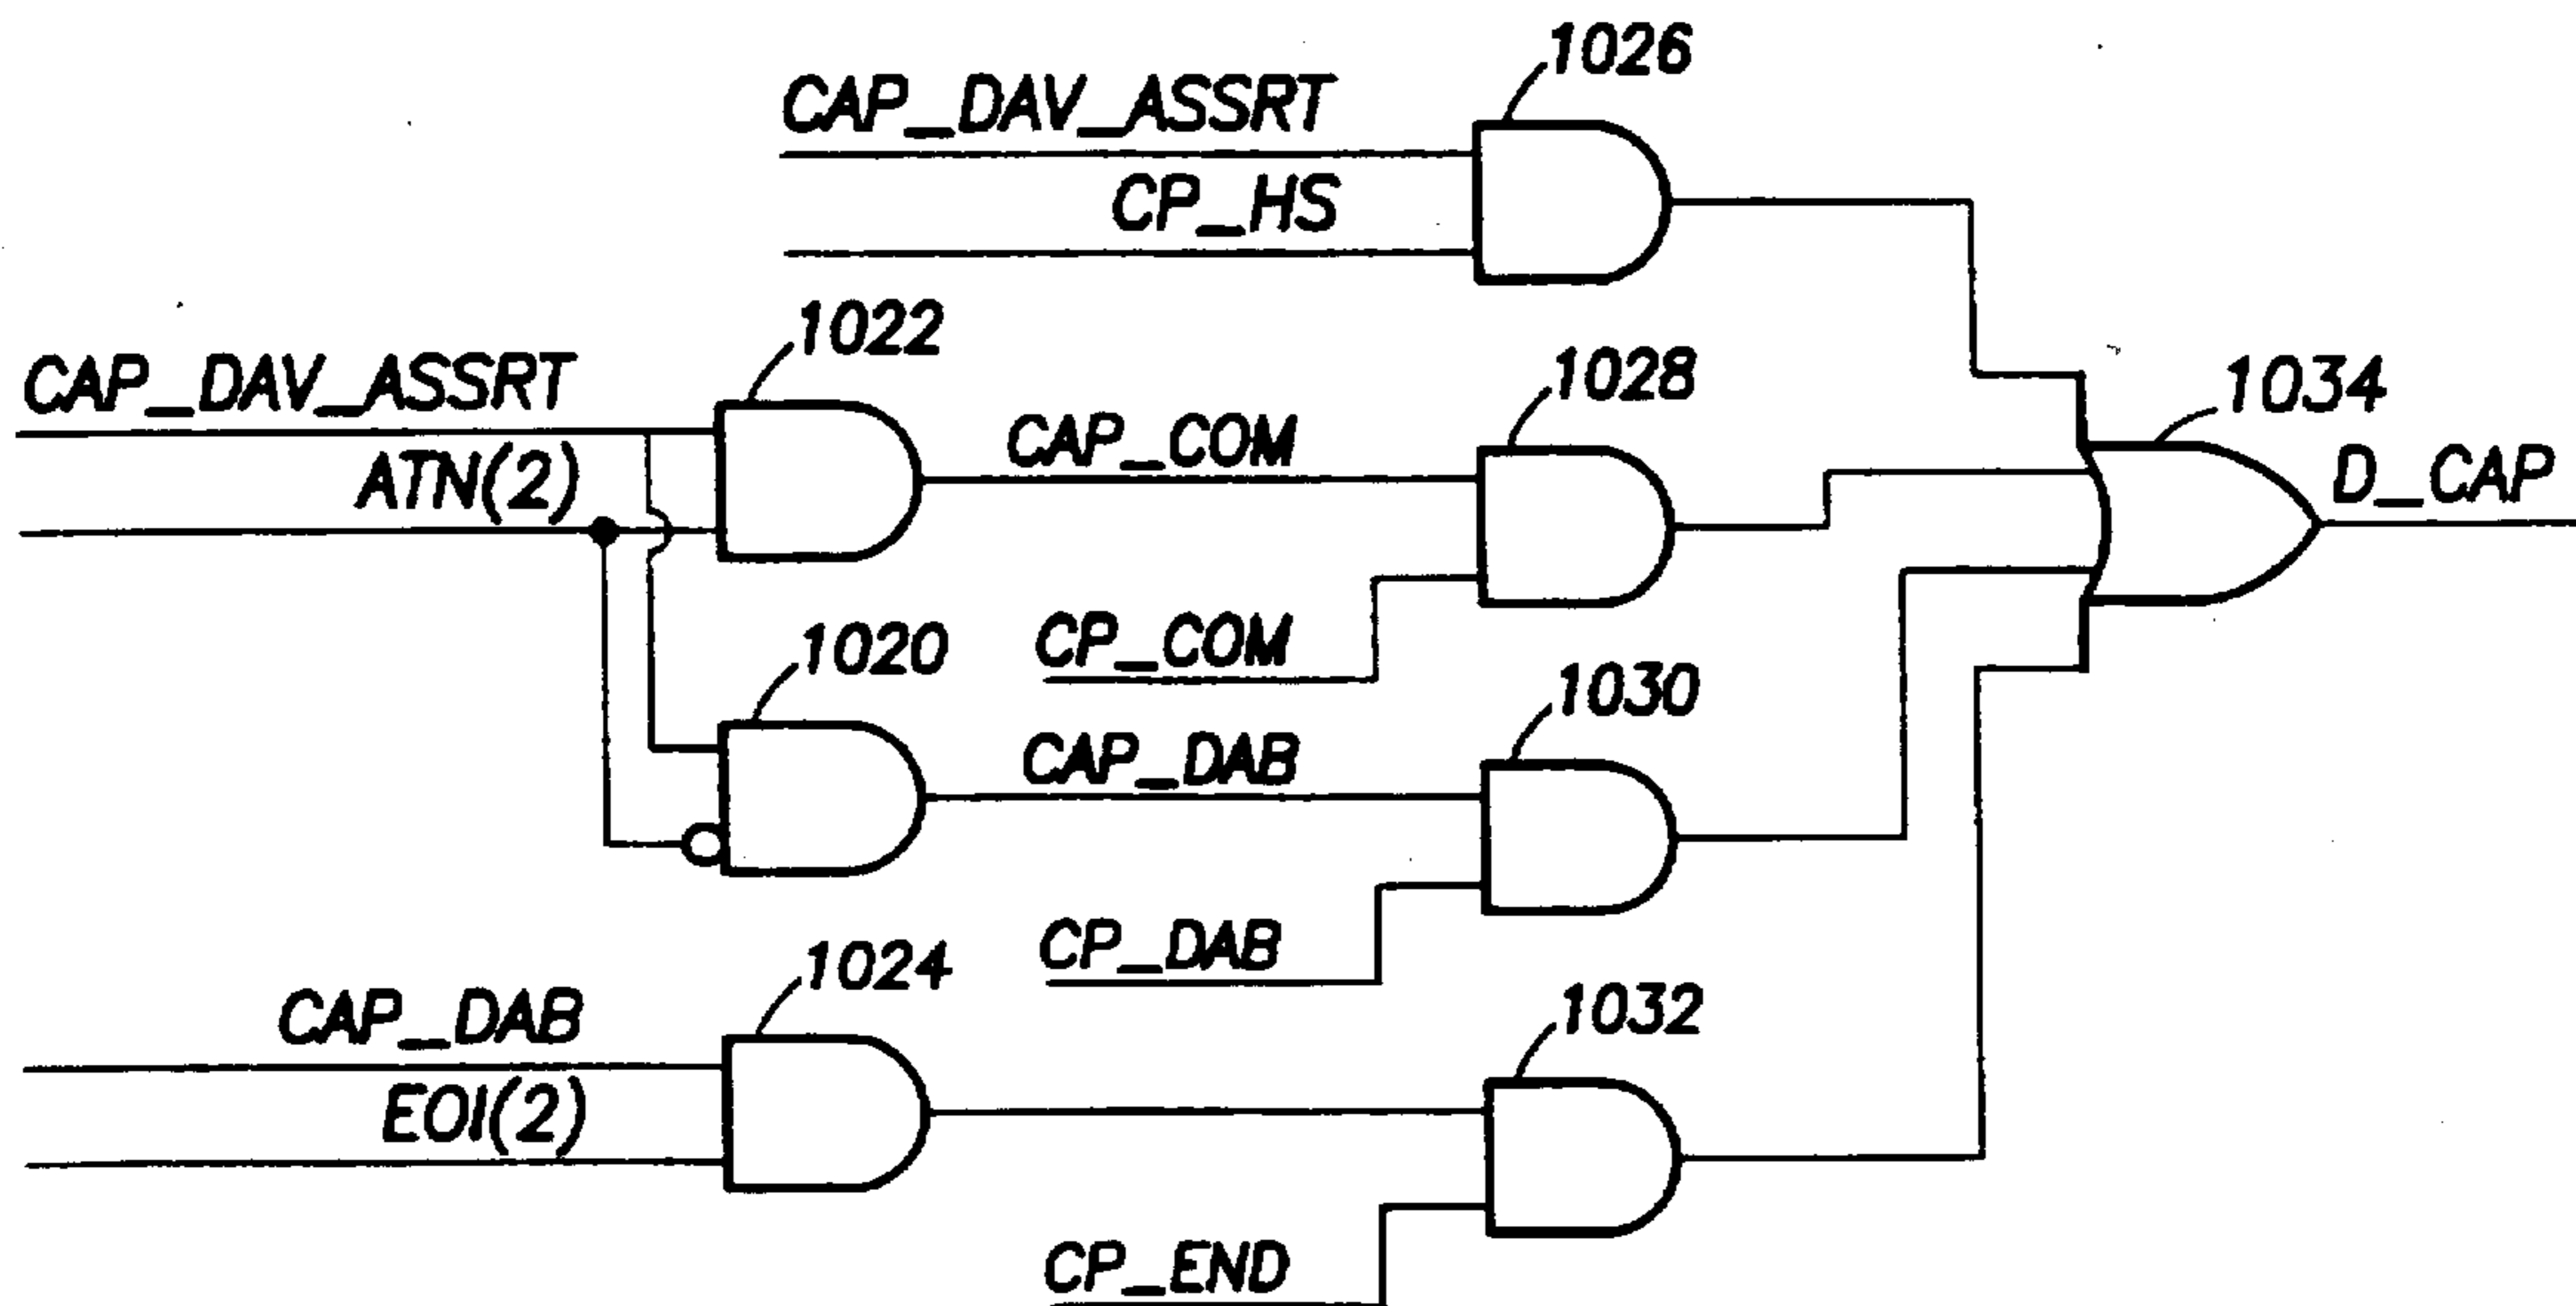 1026
CAP_DAV_ASSRT
CP_HS
1022
CAP_DAV_ASSRT
ATN(2)
1028
CAP_COM
1034
D_CAP
CP_COM
1020
1030
CAP_DAB
CP_DAB
1024
CAP_DAB
EOI(2)
1032
CP_END